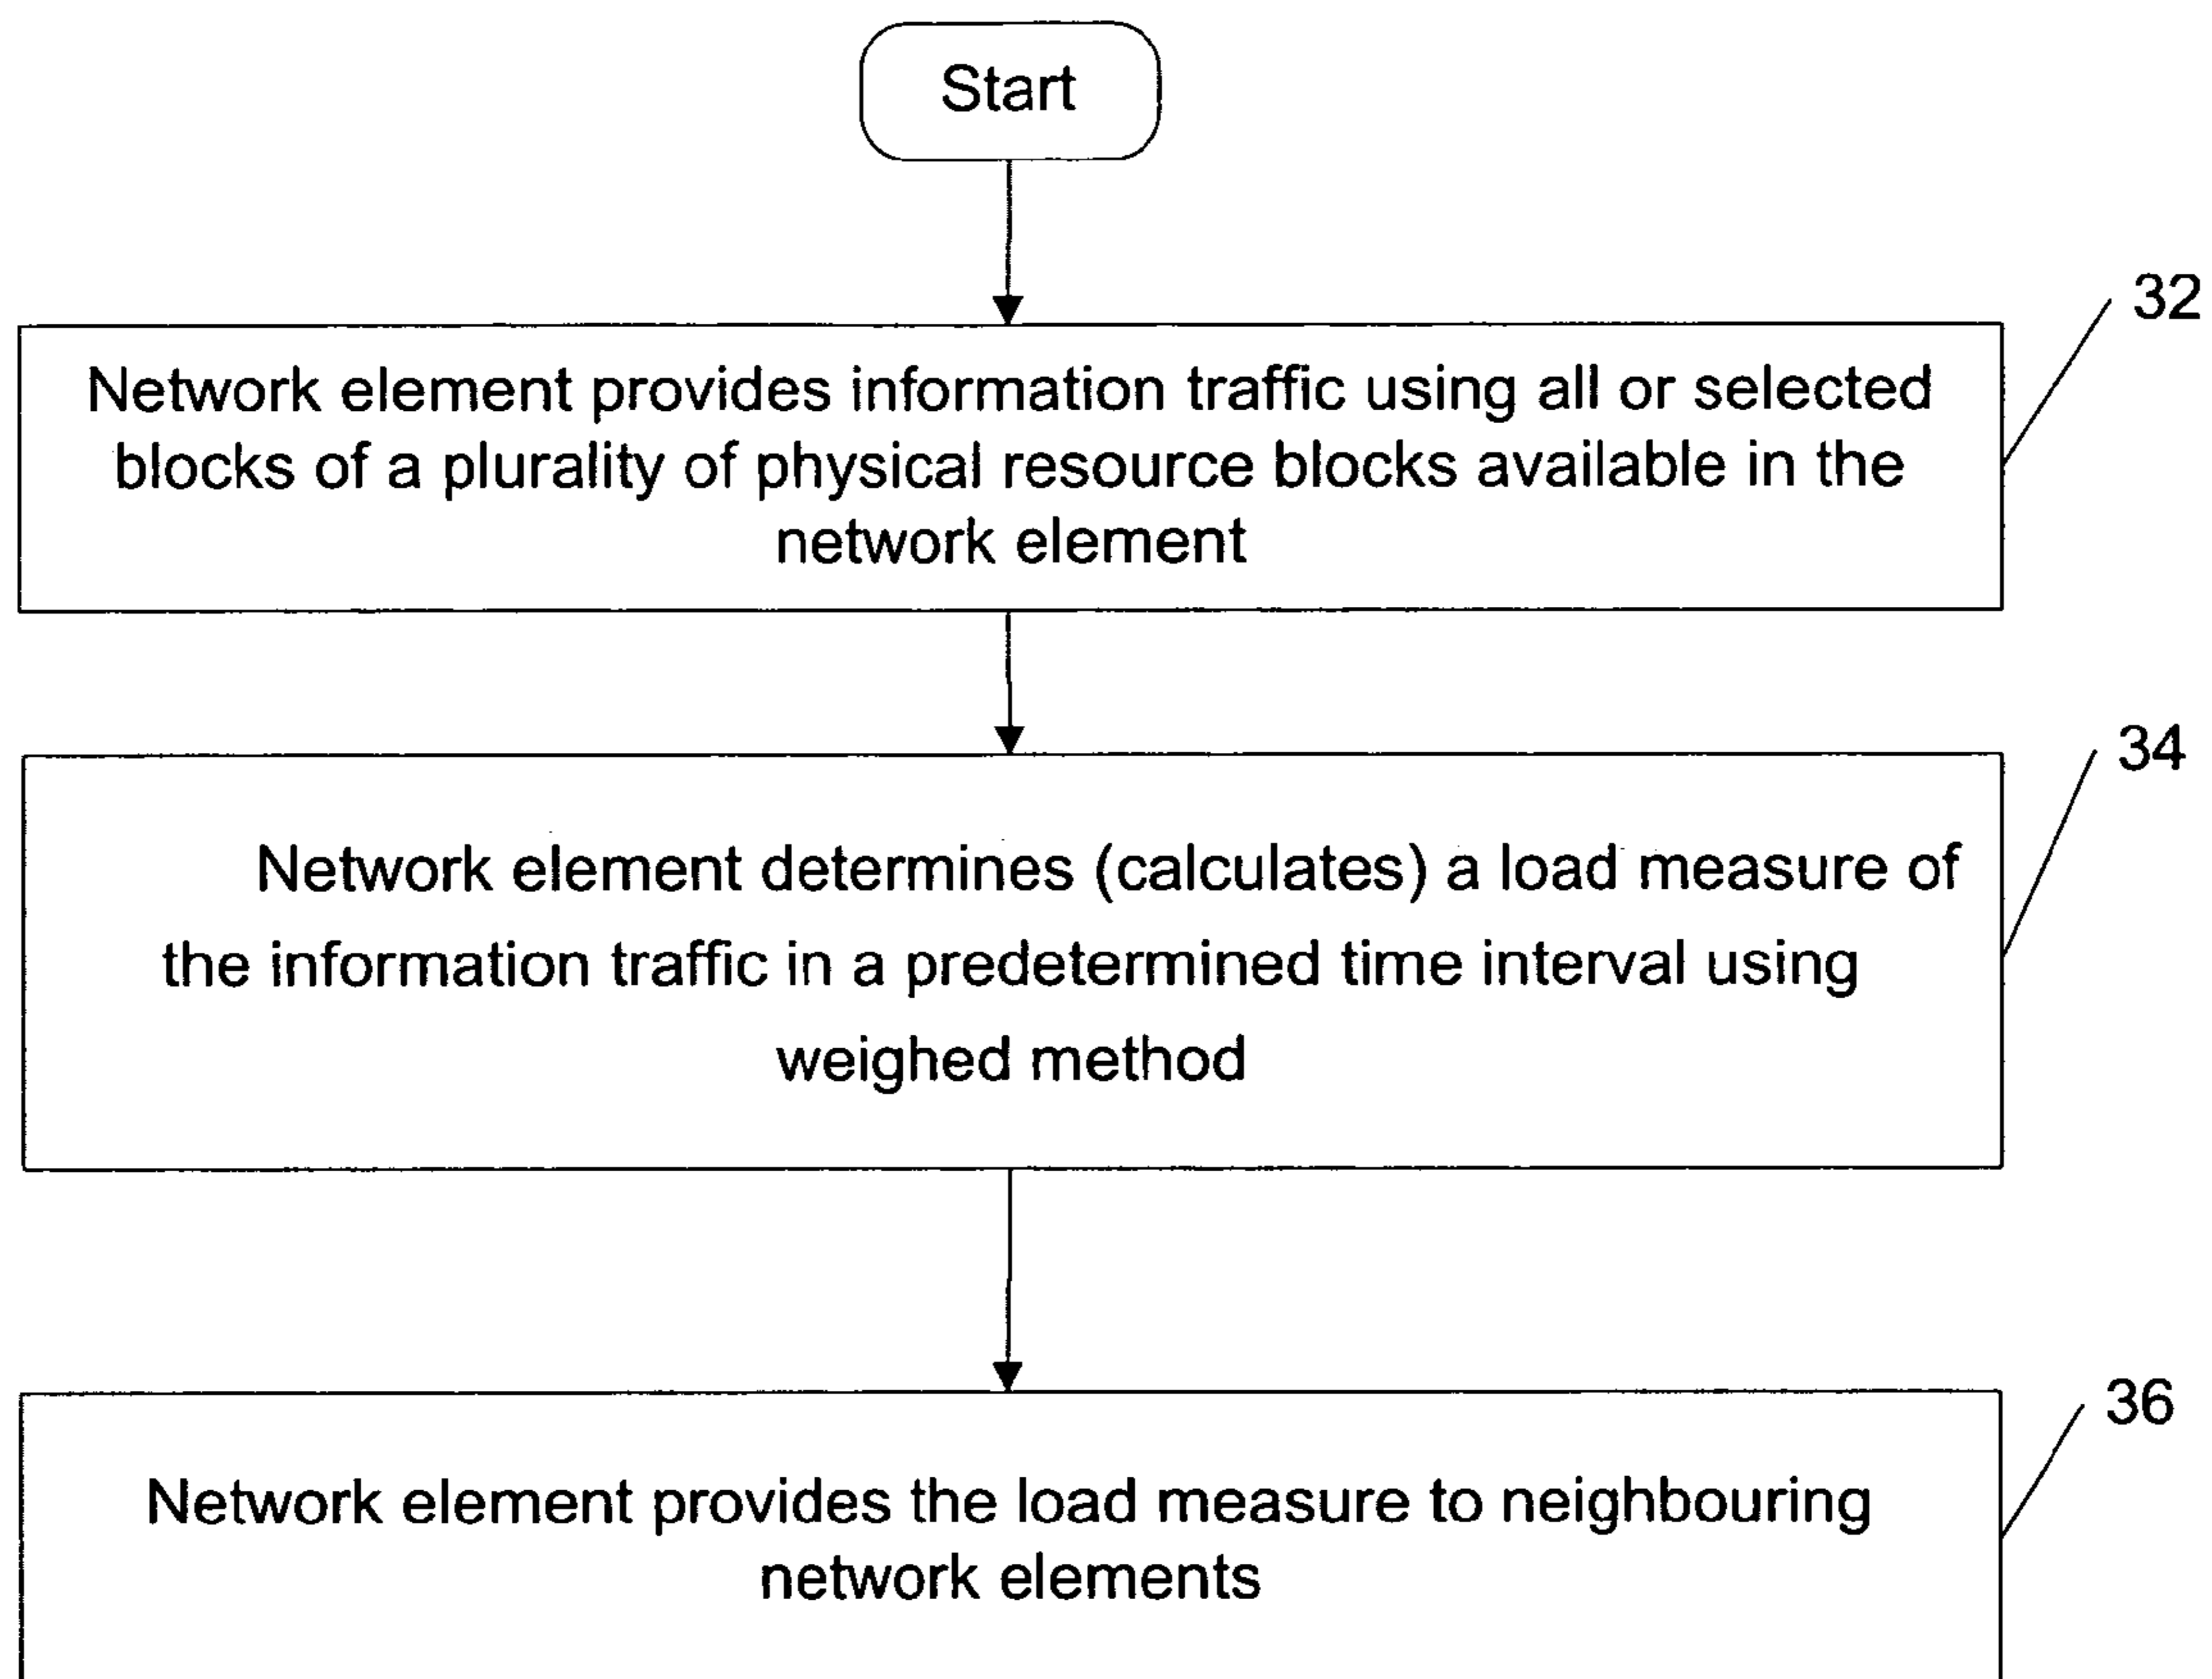 Start
32
Network element provides information traffic using all or selected
blocks of a plurality of physical resource blocks available in the
network element
34
Network element determines (calculates) a load measure of
the information traffic in a predetermined time interval using
weighed method
36
Network element provides the load measure to neighbouring
network elements